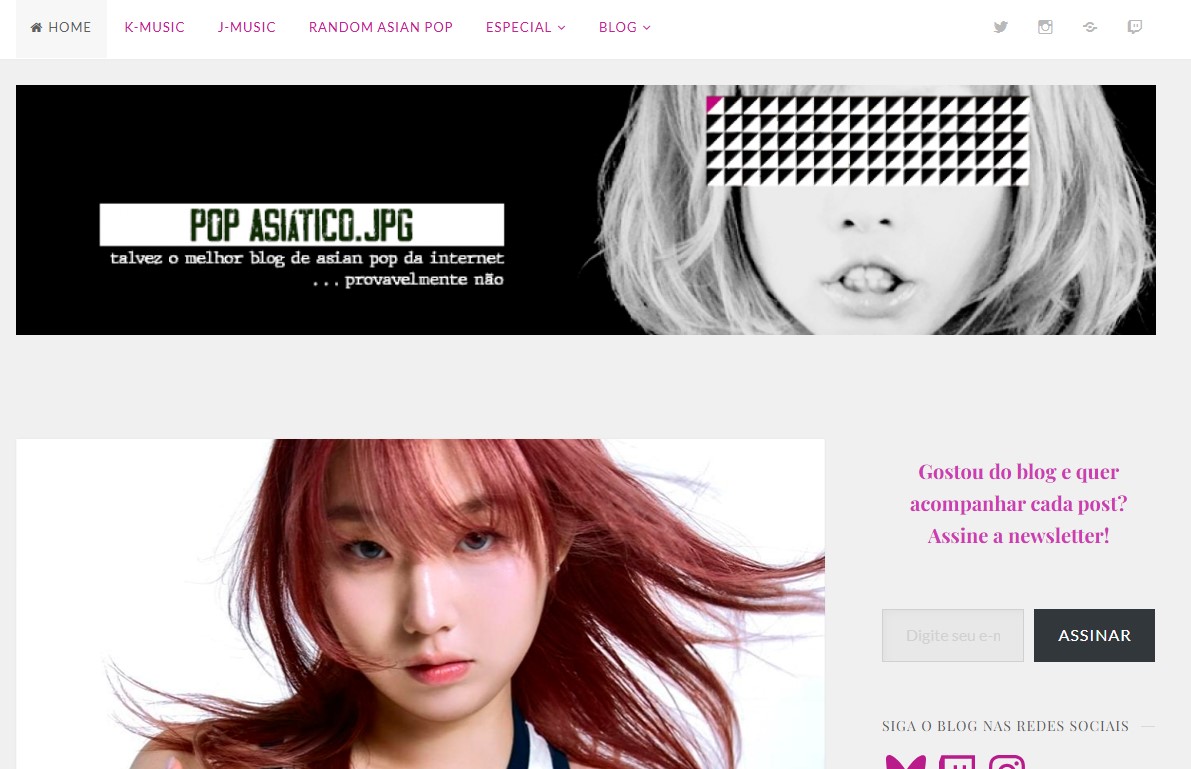 HOME K-MUSIC J-MUSIC RANDOM ASIAN POP ESPECIAL BLOG
POP ASIÁTICO.JPG
talvez o melhor blog de asian pop da internet
...provavelmente não
Gostou do blog e quer
acompanhar cada post?
Assine a newsletter!
Digite seu e-m ASSINAR
SIGA O BLOG NAS REDES SOCIAIS